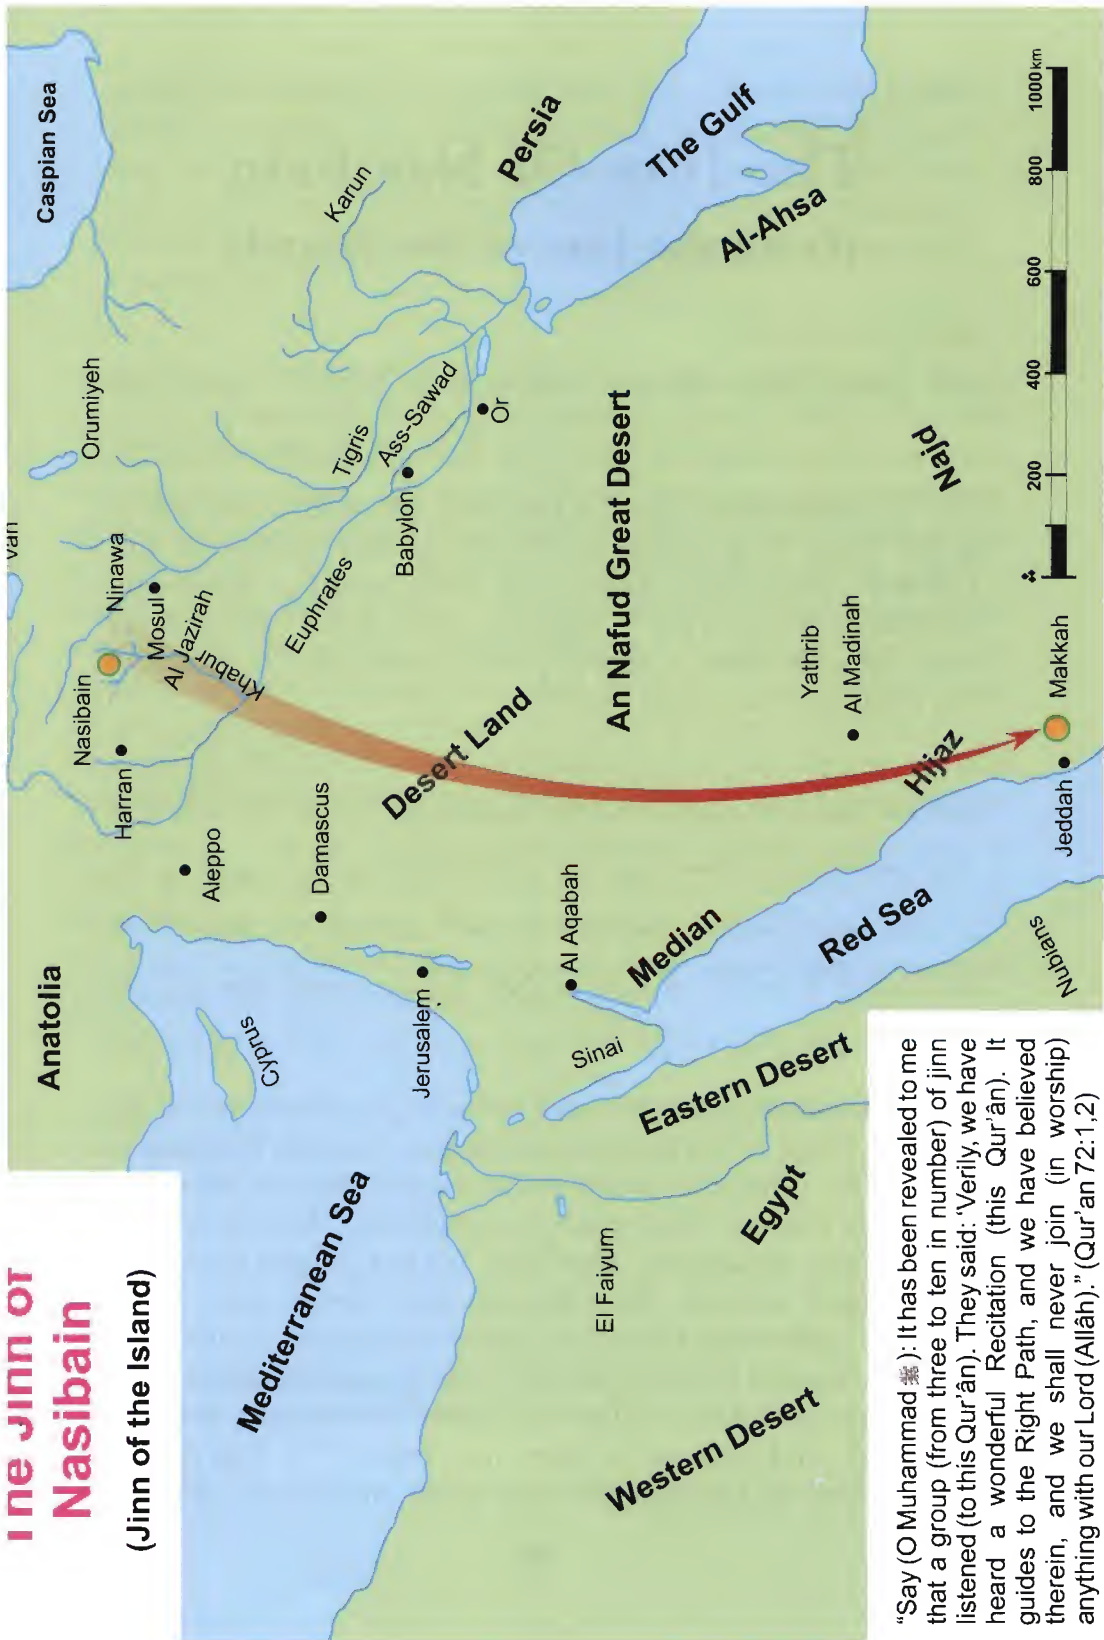 The Jinn of
Nasibain
(Jinn of the Island)
Anatolia
Caspian Sea
Van
Orumiyeh
Nasibain
Ninawa
Harran
Mosul
Al Jazirah
Khabur
Aleppo
Cyprus
Karun
Tigris
Damascus
Euphrates
Ass-Sawad
Persia
Mediterranean Sea
Desert Land
Babylon
Jerusalem
Or
The Gulf
Al Aqabah
An Nafud Great Desert
Al-Ahsa
Sinai
El Faiyum
Median
Eastern Desert
Western Desert
Egypt
Yathrib
Al Madinah
Red Sea
Hijaz
Najd
Nubians
Jeddah
Makkah
200
400
600
800
1000 km
“Say (O Muhammad ﷺ): It has been revealed to me
that a group (from three to ten in number) of jinn
listened (to this Qur’ân). They said: ‘Verily, we have
heard a wonderful Recitation (this Qur’ân). It
guides to the Right Path, and we have believed
therein, and we shall never join (in worship)
anything with our Lord (Allâh).” (Qur’an 72:1,2)